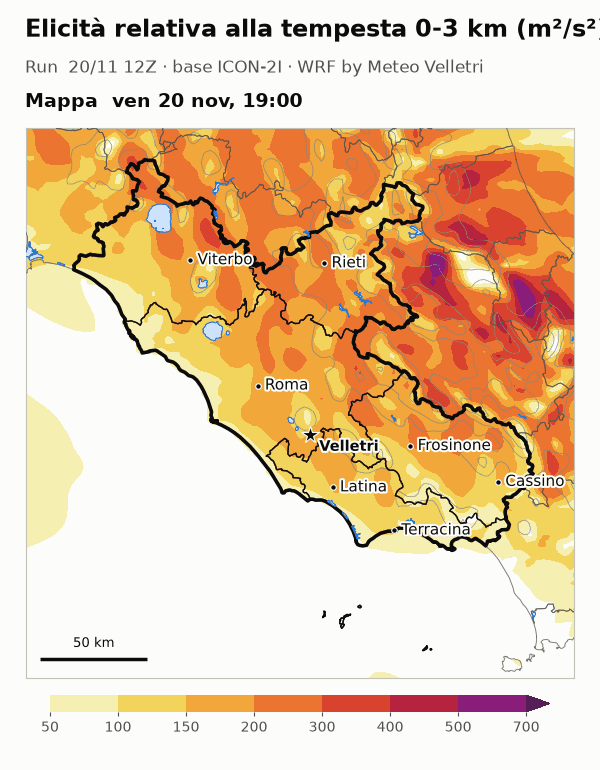 Elicità relativa alla tempesta 0-3 km (m²/s²)
Run  20/11 12Z · base ICON-2I · WRF by Meteo Velletri
Mappa  ven 20 nov, 19:00
Viterbo
Rieti
Roma
Velletri
Frosinone
Cassino
Latina
Terracina
50 km
50 100 150 200 300 400 500 700